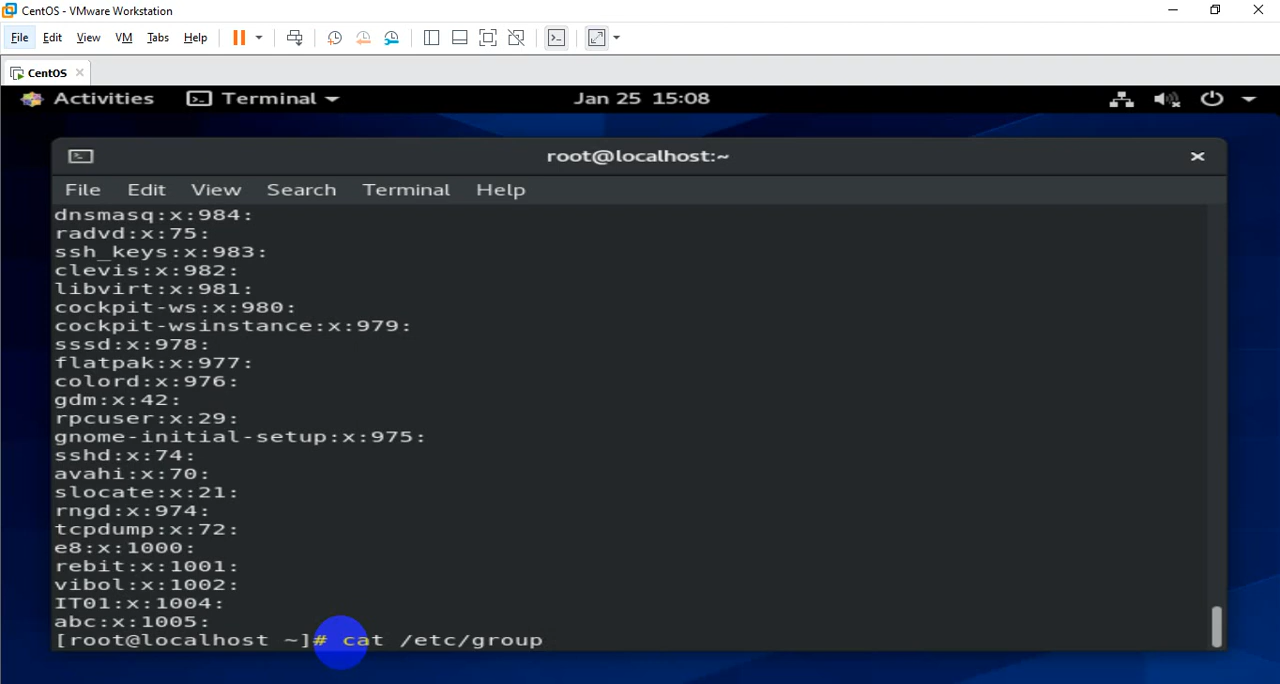 CentOS - VMware Workstation
File Edit View VM Tabs Help
CentOS
Activities Terminal Jan 25 15:08
root@localhost:~
File Edit View Search Terminal Help
dnsmasq:x:984:
radvd:x:75:
ssh_keys:x:983:
clevis:x:982:
libvirt:x:981:
cockpit-ws:x:980:
cockpit-wsinstance:x:979:
sssd:x:978:
flatpak:x:977:
colord:x:976:
gdm:x:42:
rpcuser:x:29:
gnome-initial-setup:x:975:
sshd:x:74:
avahi:x:70:
slocate:x:21:
rngd:x:974:
tcpdump:x:72:
e8:x:1000:
rebit:x:1001:
vibol:x:1002:
IT01:x:1004:
abc:x:1005:
[root@localhost ~]# cat /etc/group